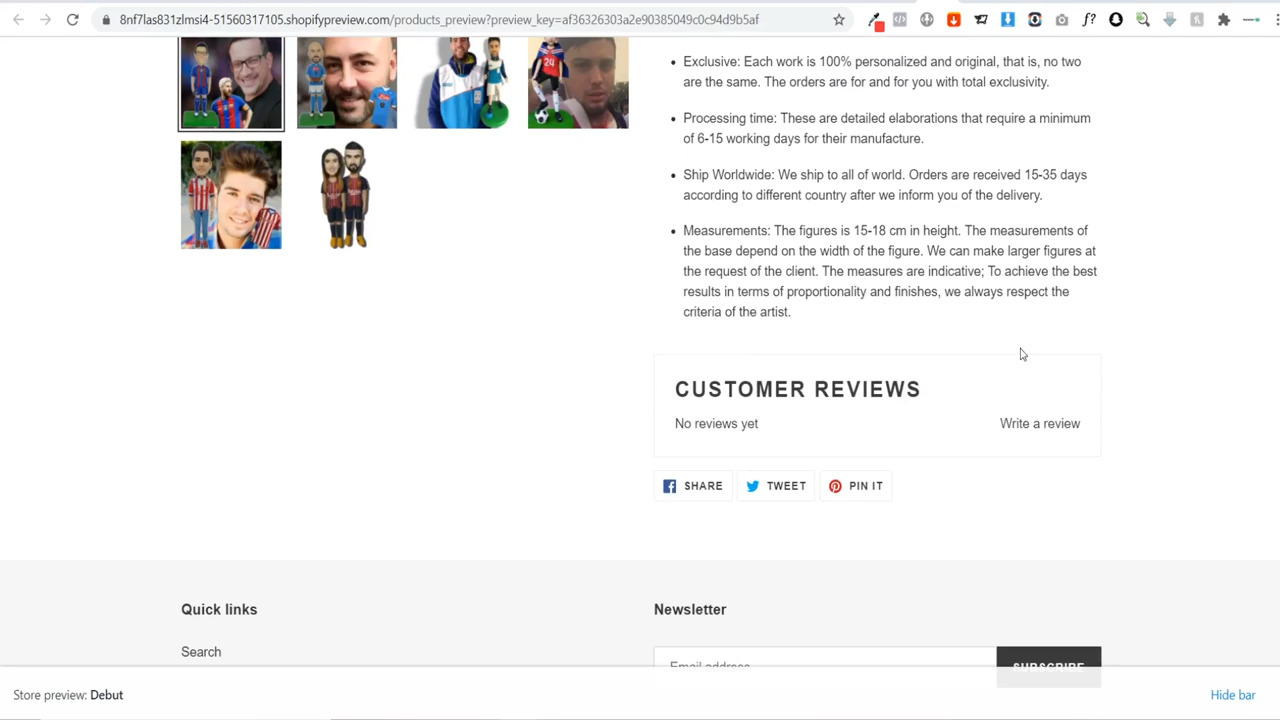 8nf7las831zlmsi4-51560317105.shopifypreview.com/products_preview?preview_key=af36326303a2e90385049c0c94d9b5af
Exclusive: Each work is 100% personalized and original, that is, no two
are the same. The orders are for and for you with total exclusivity.
Processing time: These are detailed elaborations that require a minimum
of 6-15 working days for their manufacture.
Ship Worldwide: We ship to all of world. Orders are received 15-35 days
according to different country after we inform you of the delivery.
Measurements: The figures is 15-18 cm in height. The measurements of
the base depend on the width of the figure. We can make larger figures at
the request of the client. The measures are indicative; To achieve the best
results in terms of proportionality and finishes, we always respect the
criteria of the artist.
CUSTOMER REVIEWS
No reviews yet
Write a review
SHARE TWEET PIN IT
Quick links
Search
Newsletter
Email address
SUBSCRIBE
Store preview: Debut
Hide bar